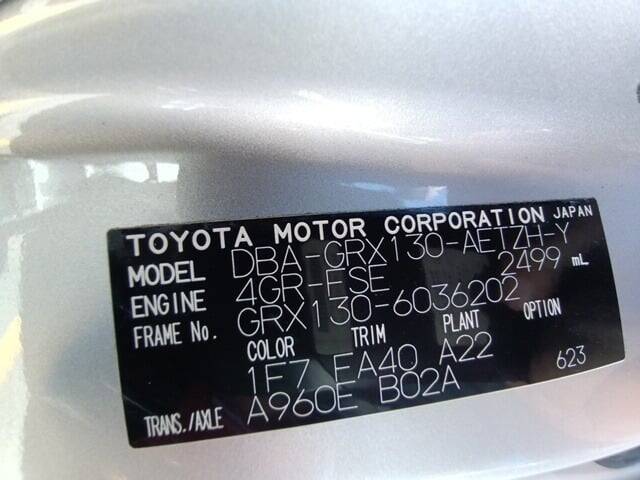 TOYOTA MOTOR CORPORATION JAPAN
MODEL DBA-GRX130-AETZH-Y
ENGINE 4GR-FSE 2499 mL
FRAME No. GRX130-6036202
COLOR TRIM PLANT OPTION
1F7 FA40 A22
TRANS./AXLE A960E B02A 623